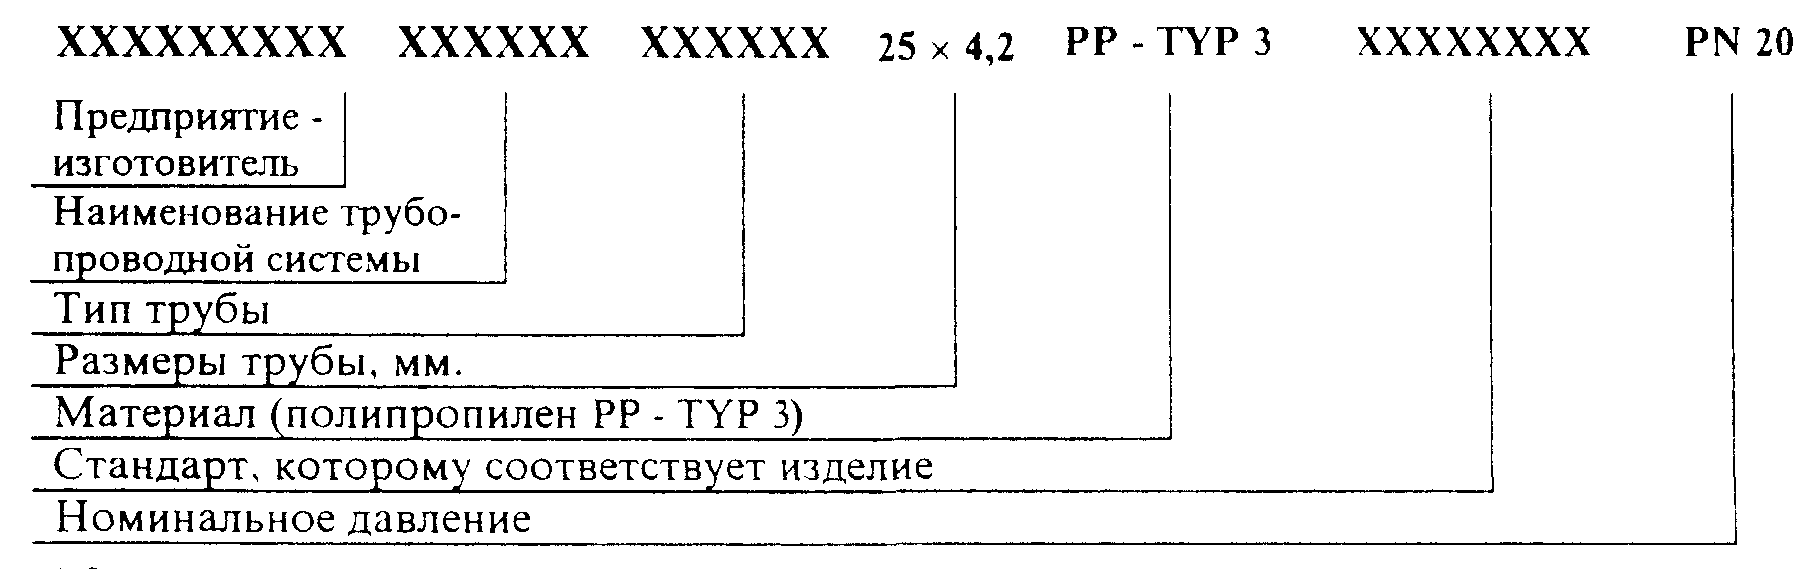 XXXXXXXXX XXXXXX XXXXXX 25 × 4,2 PP - TYP 3 XXXXXXXX PN 20
Предприятие -
изготовитель
Наименование трубо-
проводной системы
Тип трубы
Размеры трубы, мм.
Материал (полипропилен PP - TYP 3)
Стандарт, которому соответствует изделие
Номинальное давление